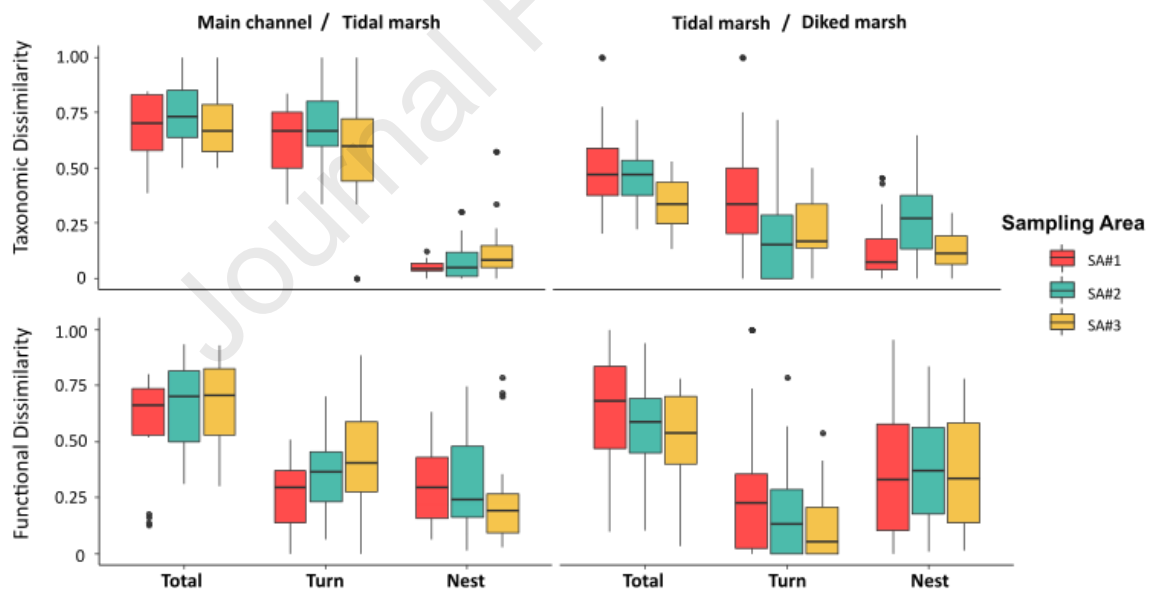 Main channel / Tidal marsh
Tidal marsh / Diked marsh
Journal
Taxonomic Dissimilarity
1.00
0.75
0.50
0.25
0
Sampling Area
SA#1
SA#2
SA#3
Functional Dissimilarity
1.00
0.75
0.50
0.25
0
Total Turn Nest
Total Turn Nest